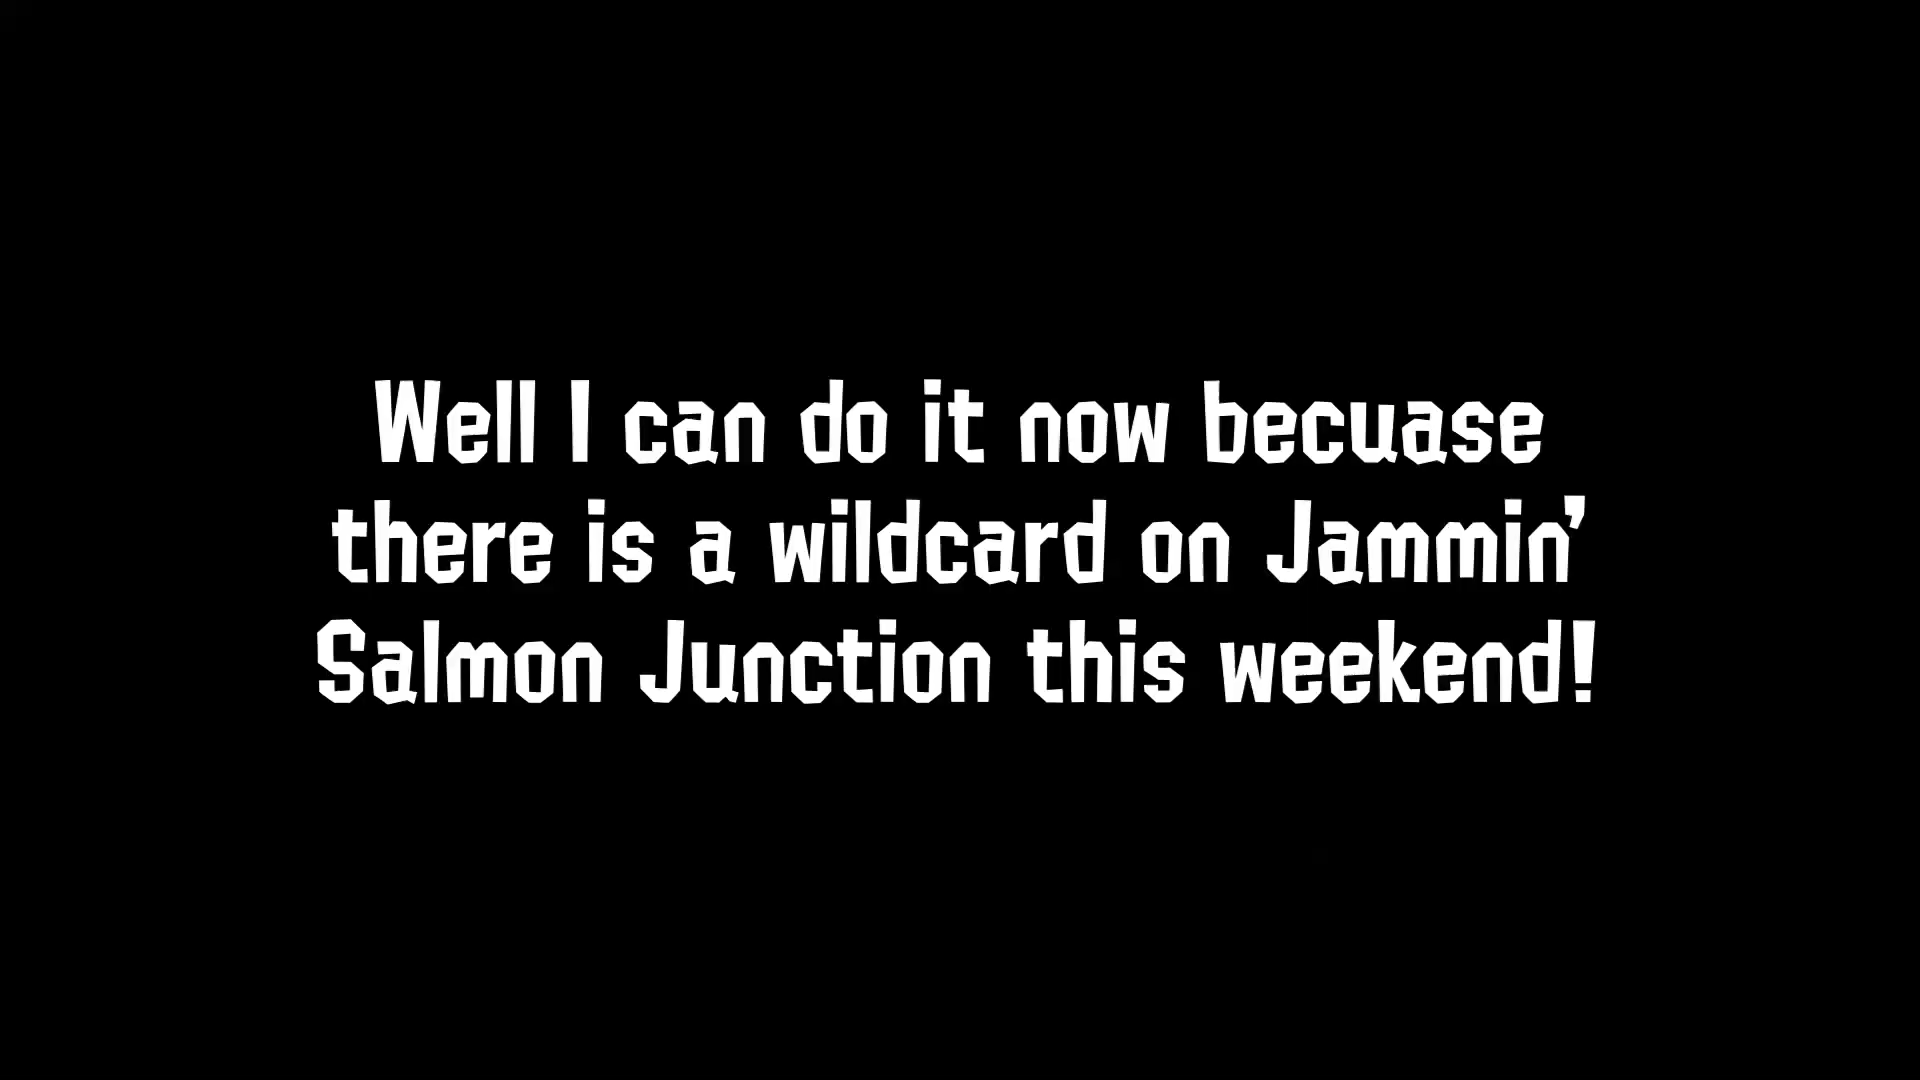 Well I can do it now becuase
there is a wildcard on Jammin'
Salmon Junction this weekend!